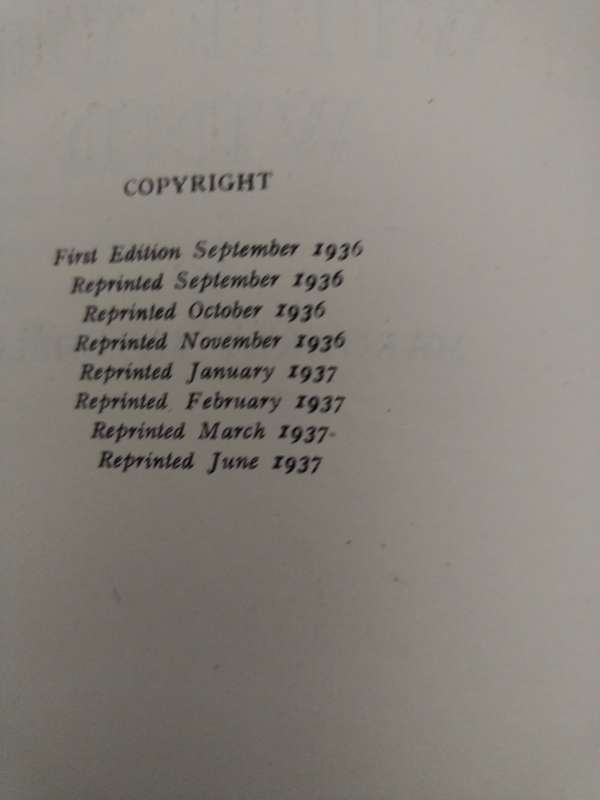 COPYRIGHT
First Edition September 1936
Reprinted September 1936
Reprinted October 1936
Reprinted November 1936
Reprinted January 1937
Reprinted February 1937
Reprinted March 1937
Reprinted June 1937